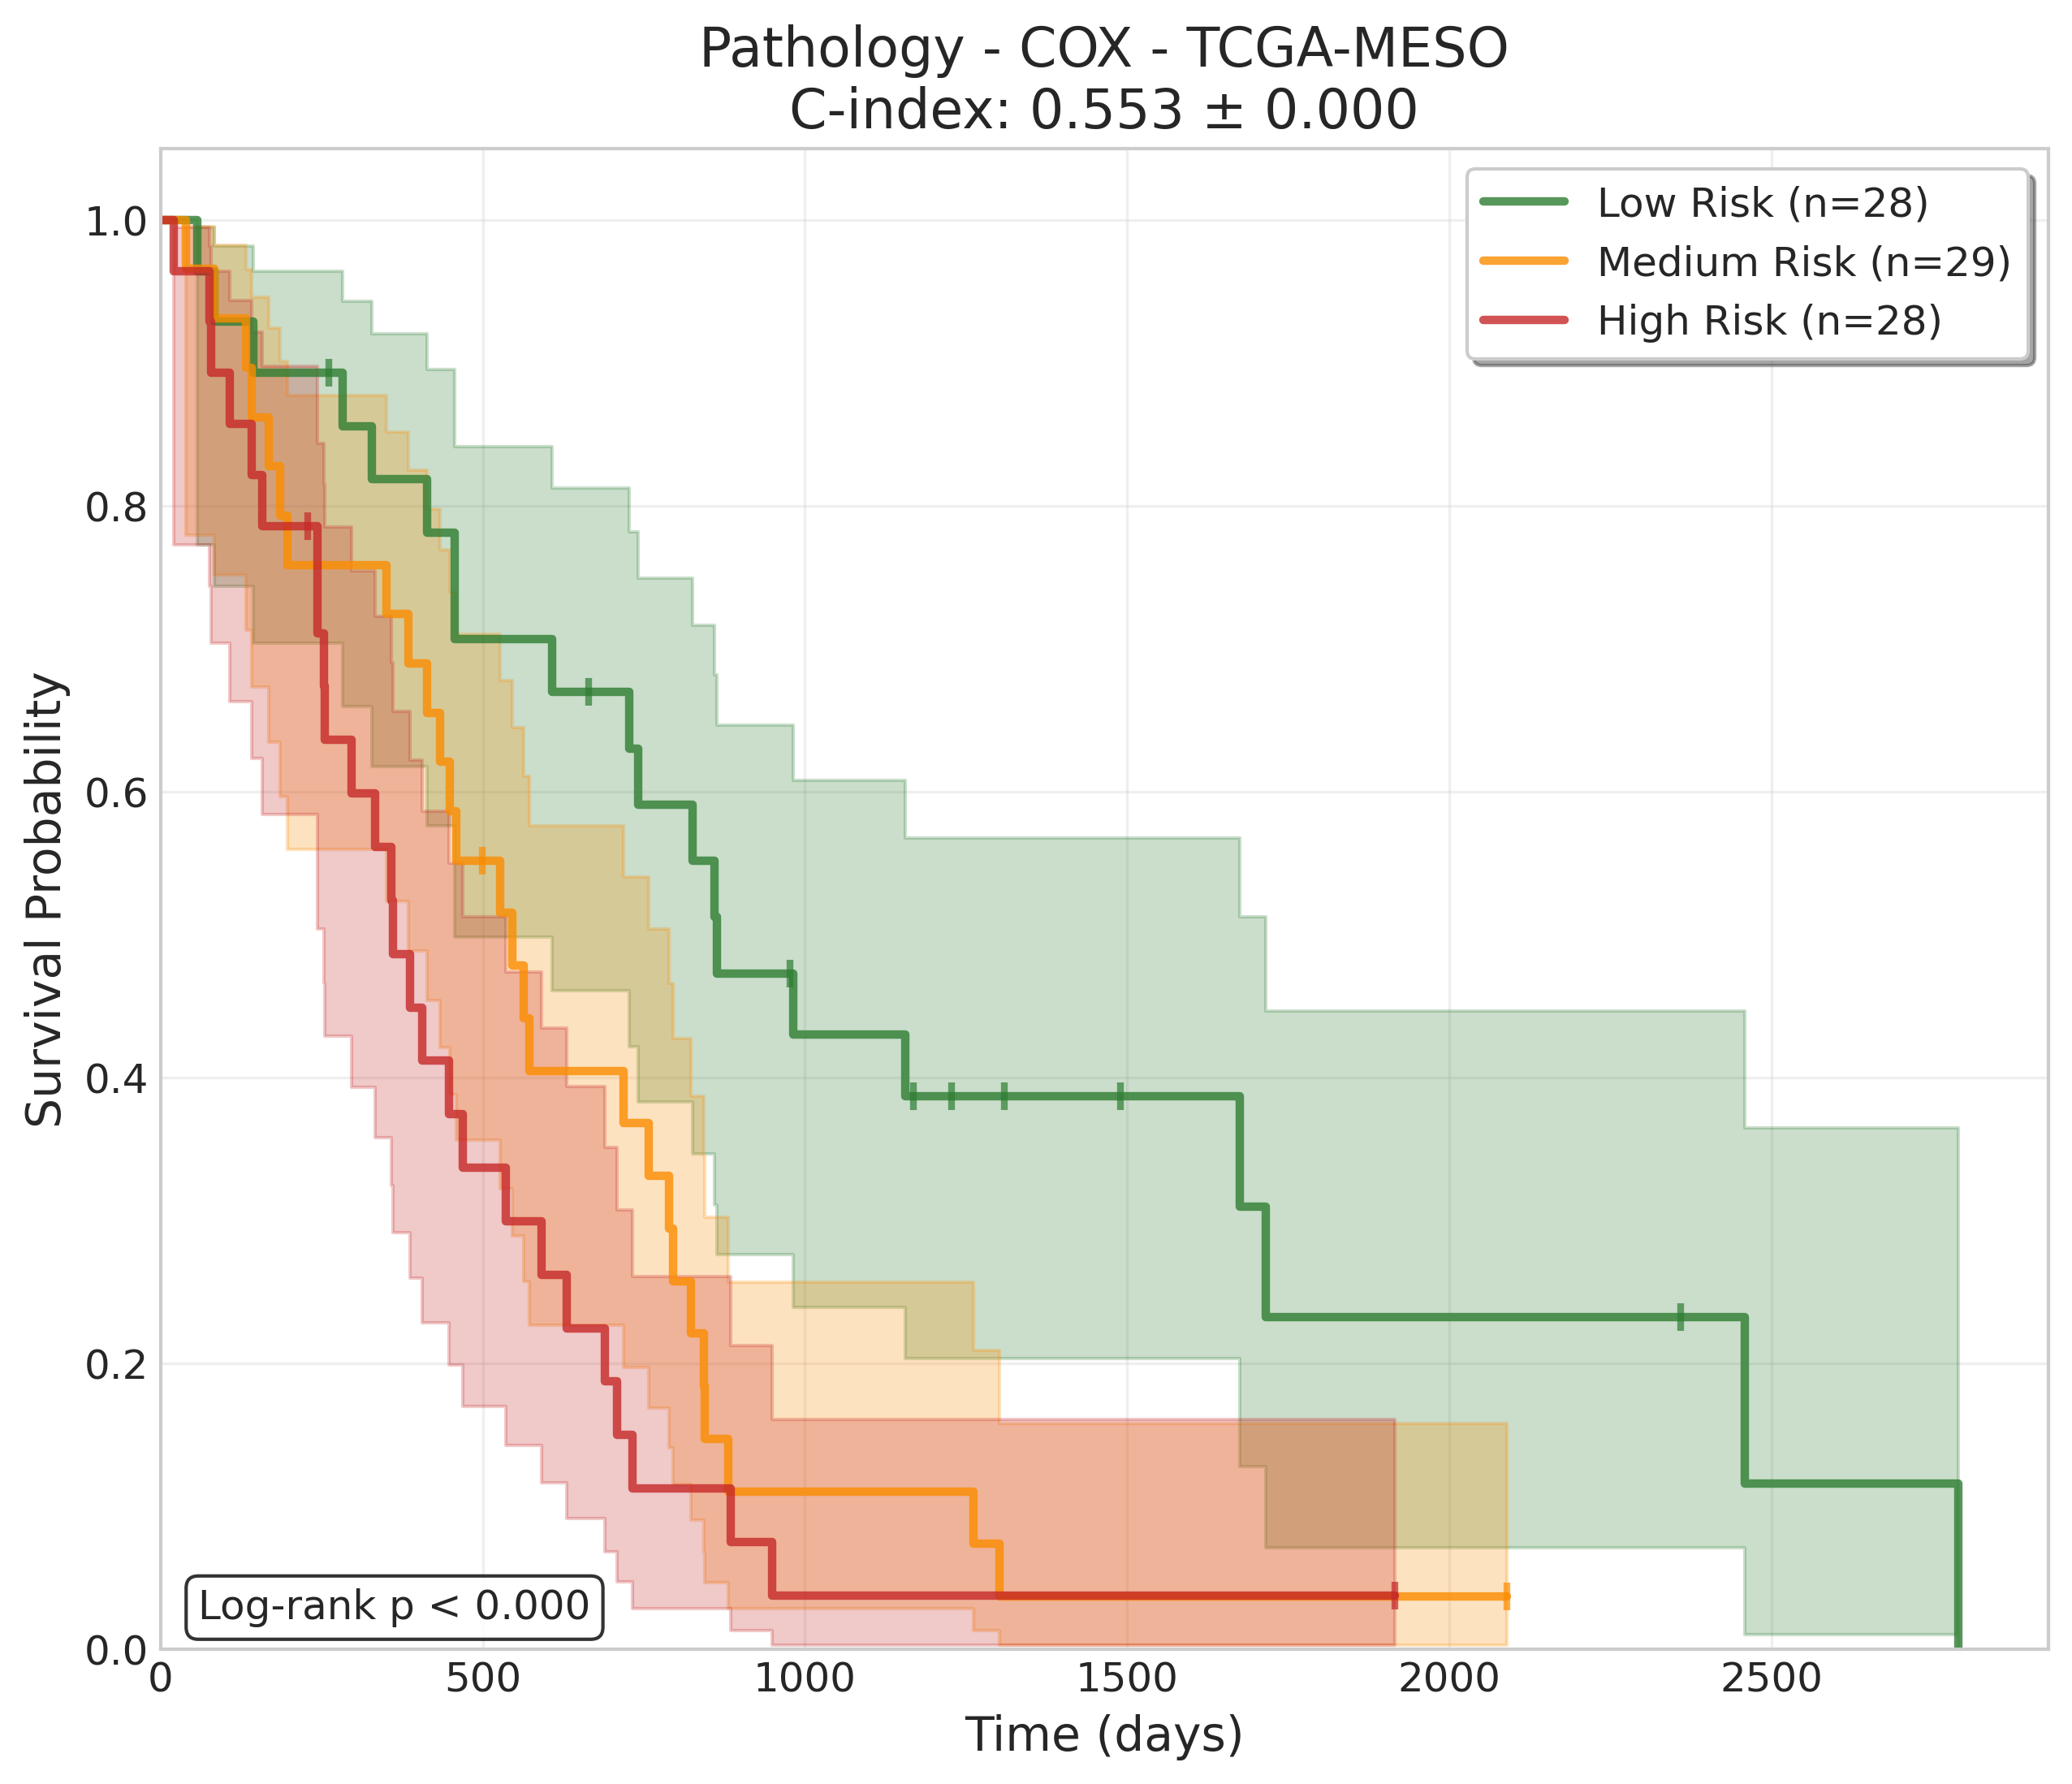 Pathology - COX - TCGA-MESO
C-index: 0.553 ± 0.000
Low Risk (n=28)
Medium Risk (n=29)
High Risk (n=28)
Survival Probability
1.0
0.8
0.6
0.4
0.2
0.0
Log-rank p < 0.000
0 500 1000 1500 2000 2500
Time (days)